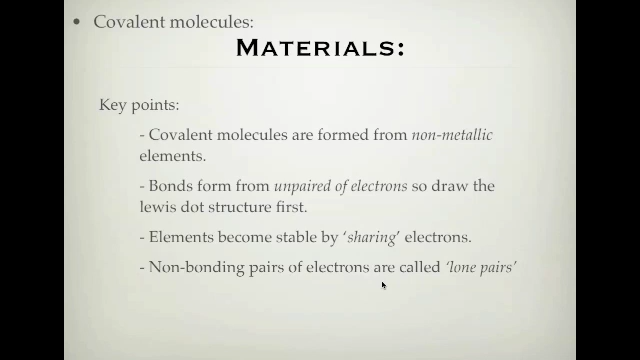 • Covalent molecules:
MATERIALS:
Key points:
- Covalent molecules are formed from non-metallic
elements.
- Bonds form from unpaired of electrons so draw the
lewis dot structure first.
- Elements become stable by ‘sharing’ electrons.
- Non-bonding pairs of electrons are called ‘lone pairs’